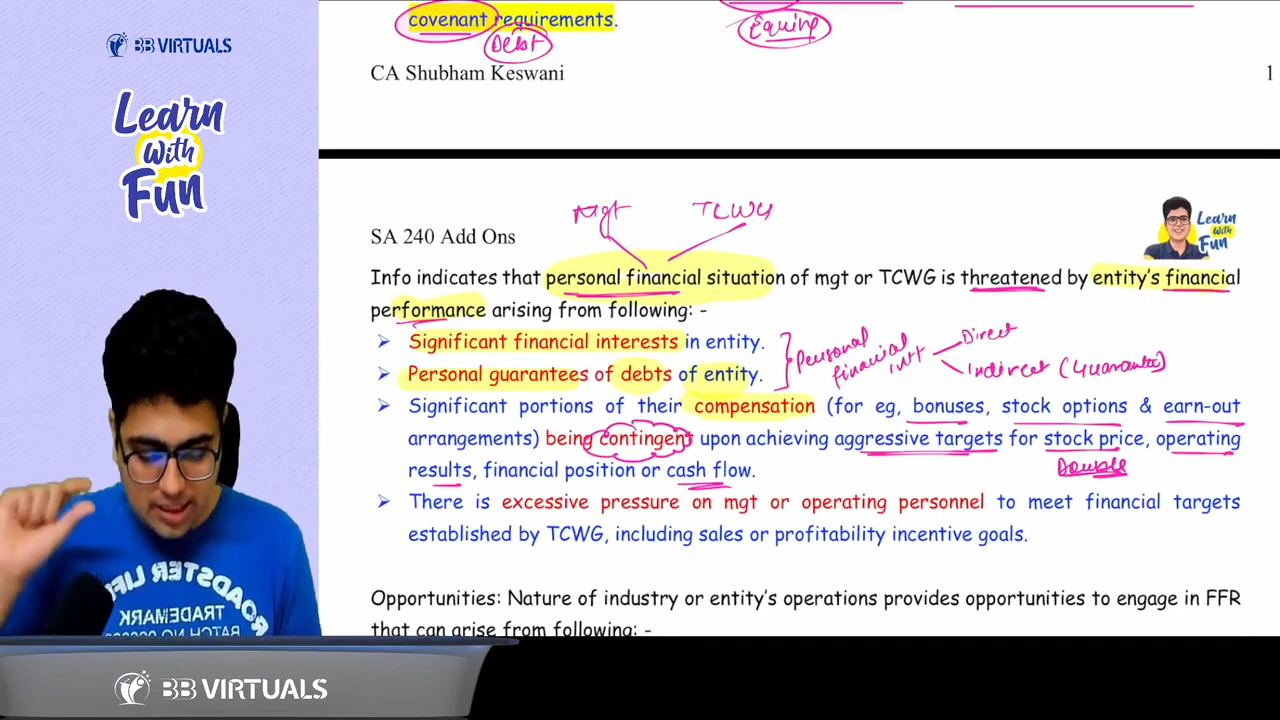 BB VIRTUALS
Learn
With
Fun
covenant requirements.
Debt
Equing
CA Shubham Keswani
1
Mgt TCWG
SA 240 Add Ons
Learn
With
Fun
Info indicates that personal financial situation of mgt or TCWG is threatened by entity's financial
performance arising from following: -
➢ Significant financial interests in entity.
➢ Personal guarantees of debts of entity.
Personal
financial
int
Direct
Indirect (Guarantee)
➢ Significant portions of their compensation (for eg, bonuses, stock options & earn-out
arrangements) being contingent upon achieving aggressive targets for stock price, operating
results, financial position or cash flow.
Double
➢ There is excessive pressure on mgt or operating personnel to meet financial targets
established by TCWG, including sales or profitability incentive goals.
Opportunities: Nature of industry or entity's operations provides opportunities to engage in FFR
that can arise from following: -
ROADSTER LIFE
TRADEMARK
BATCH NO
BB VIRTUALS